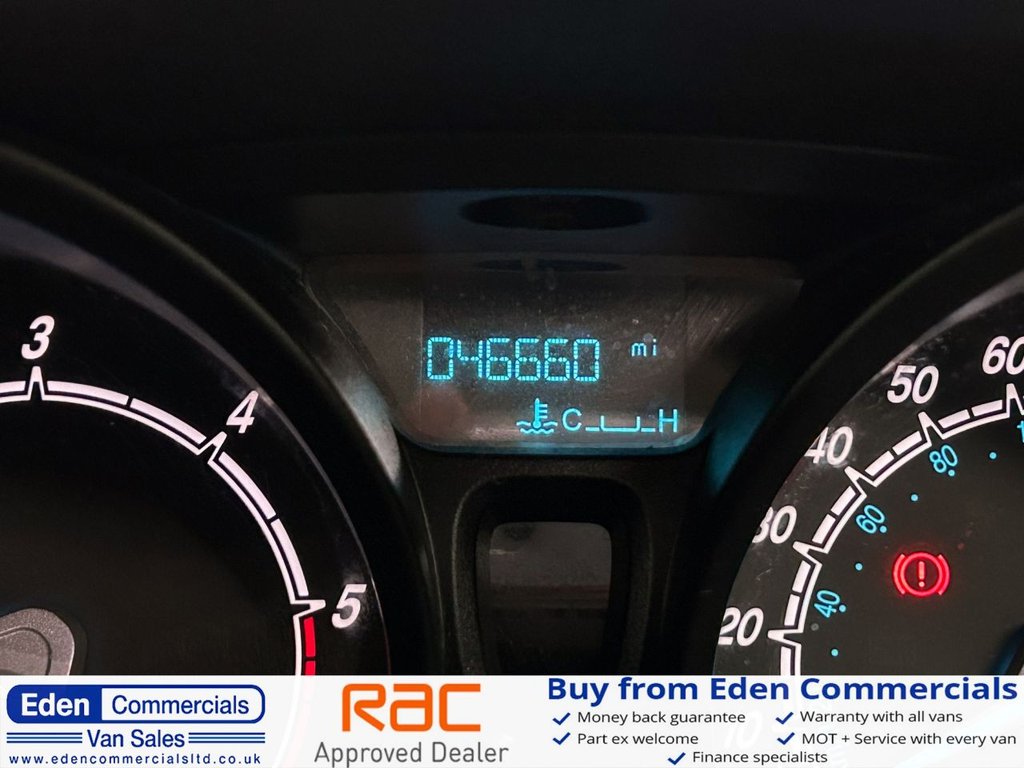 046660 mi
C H
3
4
5
60
50
40
30
20
10
80
60
40
Eden Commercials
Van Sales
www.edencommercialsltd.co.uk
RAC
Approved Dealer
Buy from Eden Commercials
Money back guarantee
Warranty with all vans
Part ex welcome
MOT + Service with every van
Finance specialists